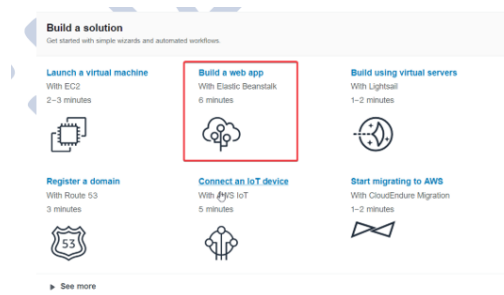 Build a solution
Get started with simple wizards and automated workflows.
Launch a virtual machine
With EC2
2–3 minutes
Build a web app
With Elastic Beanstalk
6 minutes
Build using virtual servers
With Lightsail
1–2 minutes
Register a domain
With Route 53
3 minutes
53
Connect an IoT device
With AWS IoT
5 minutes
Start migrating to AWS
With CloudEndure Migration
1–2 minutes
See more